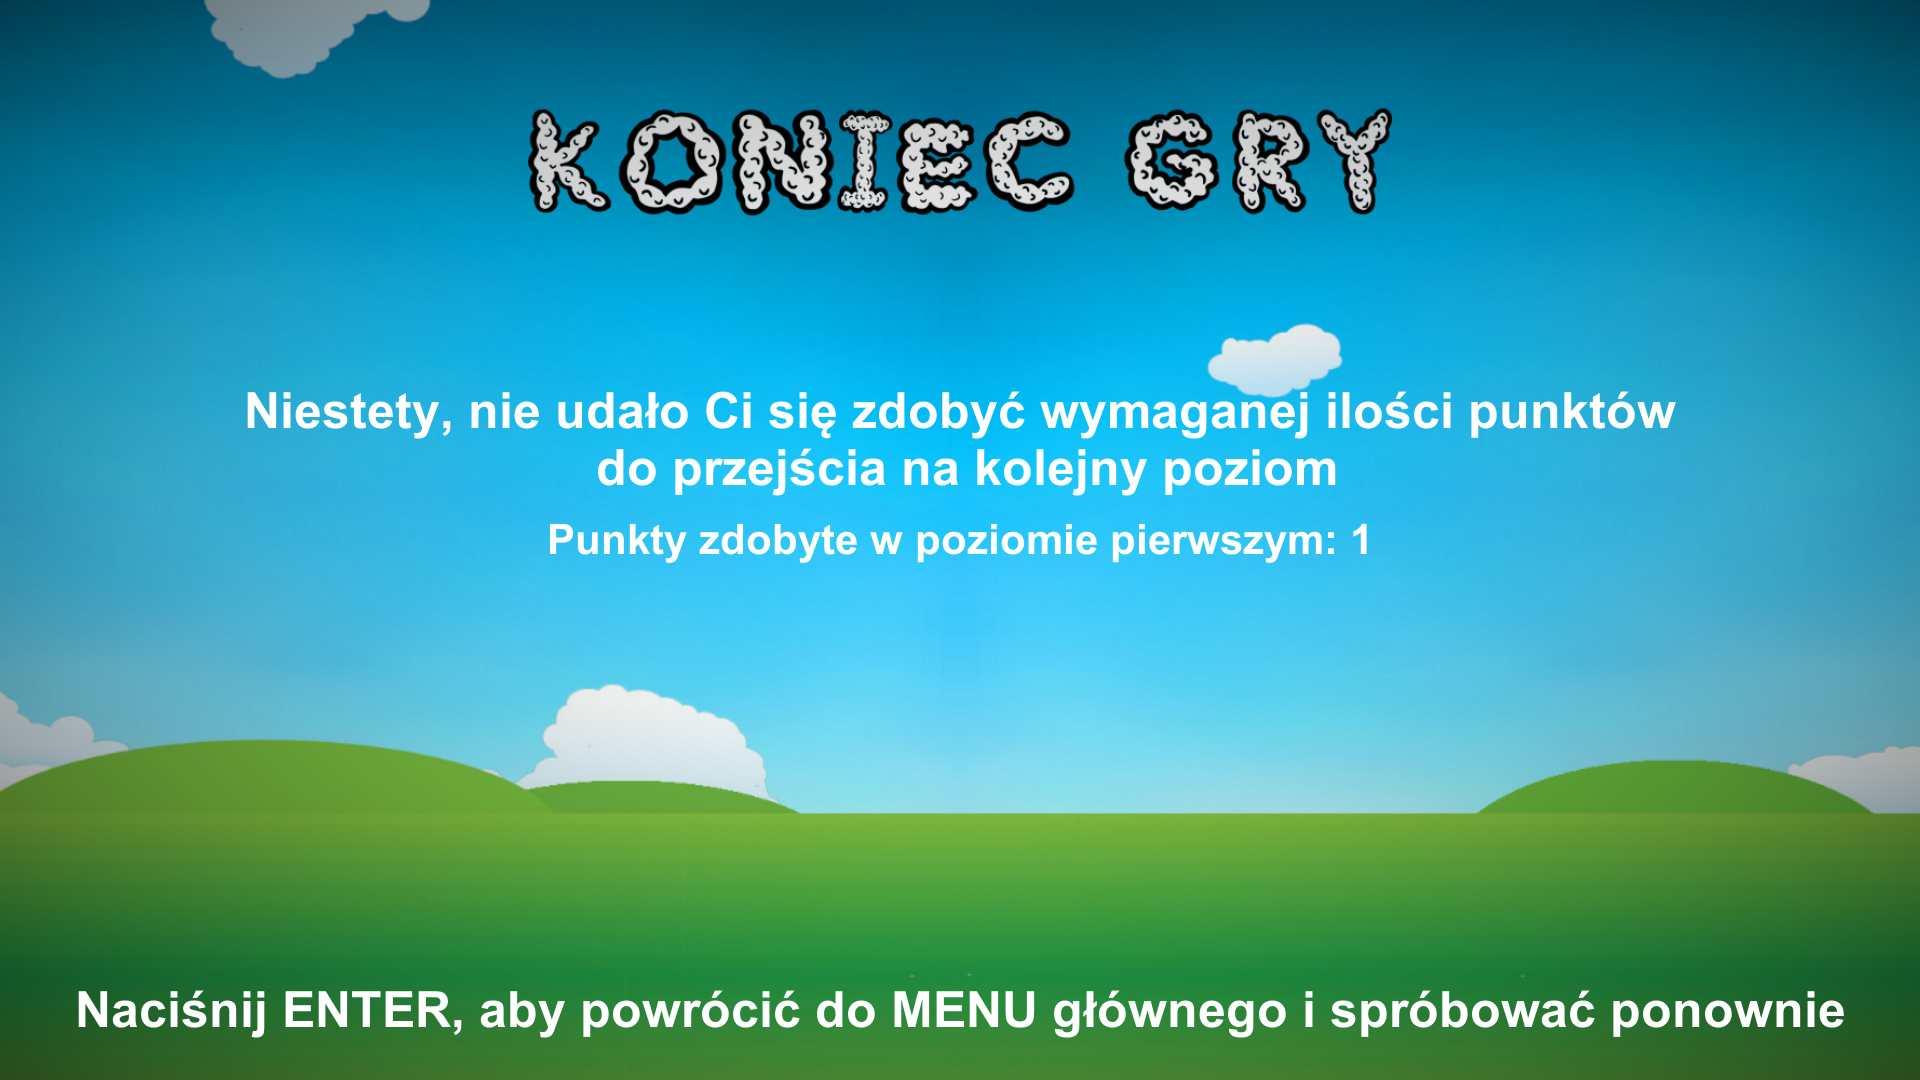 KONIEC GRY
Niestety, nie udało Ci się zdobyć wymaganej ilości punktów
do przejścia na kolejny poziom
Punkty zdobyte w poziomie pierwszym: 1
Naciśnij ENTER, aby powrócić do MENU głównego i spróbować ponownie